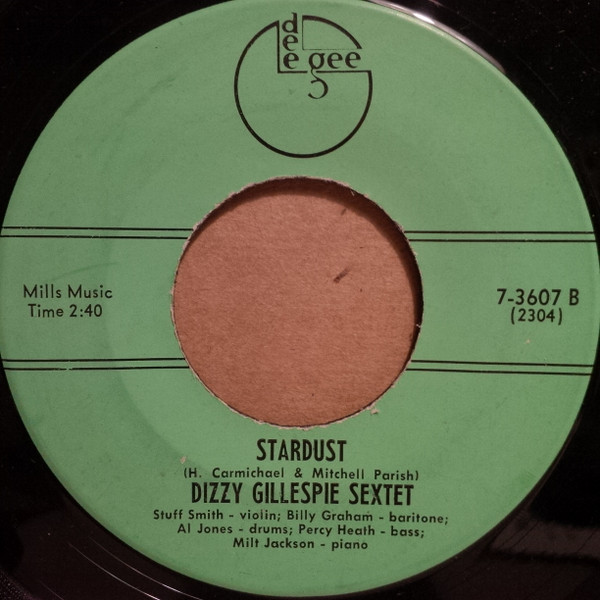 dee gee
Mills Music
Time 2:40
7-3607 B
(2304)
STARDUST
(H. Carmichael & Mitchell Parish)
DIZZY GILLESPIE SEXTET
Stuff Smith - violin; Billy Graham - baritone;
Al Jones - drums; Percy Heath - bass;
Milt Jackson - piano